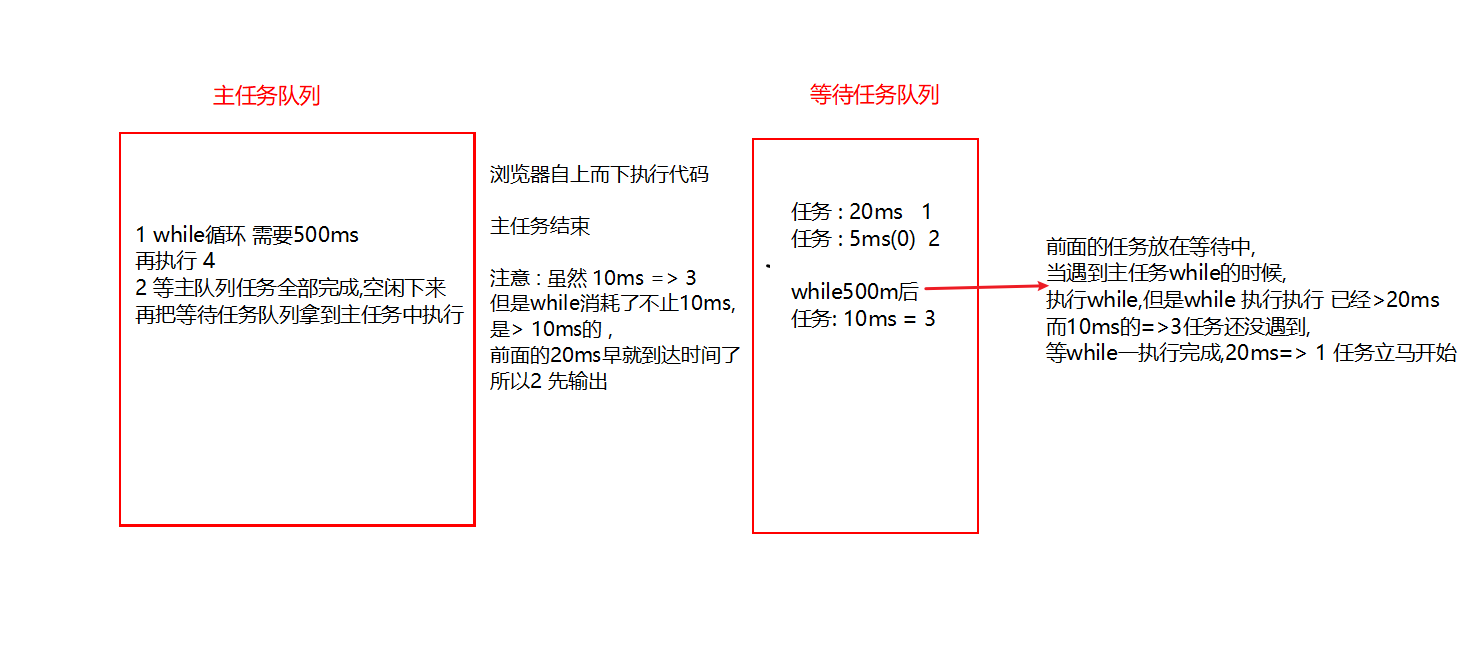 主任务队列
1 while循环 需要500ms
再执行 4
2 等主队列任务全部完成,空闲下来
再把等待任务队列拿到主任务中执行
浏览器自上而下执行代码
主任务结束
注意 : 虽然 10ms => 3
但是while消耗了不止10ms,
是> 10ms的 ,
前面的20ms早就到达时间了
所以2 先输出
等待任务队列
任务 : 20ms 1
任务 : 5ms(0) 2
while500m后
任务: 10ms = 3
前面的任务放在等待中,
当遇到主任务while的时候,
执行while,但是while 执行执行 已经>20ms
而10ms的=>3任务还没遇到,
等while一执行完成,20ms=> 1 任务立马开始